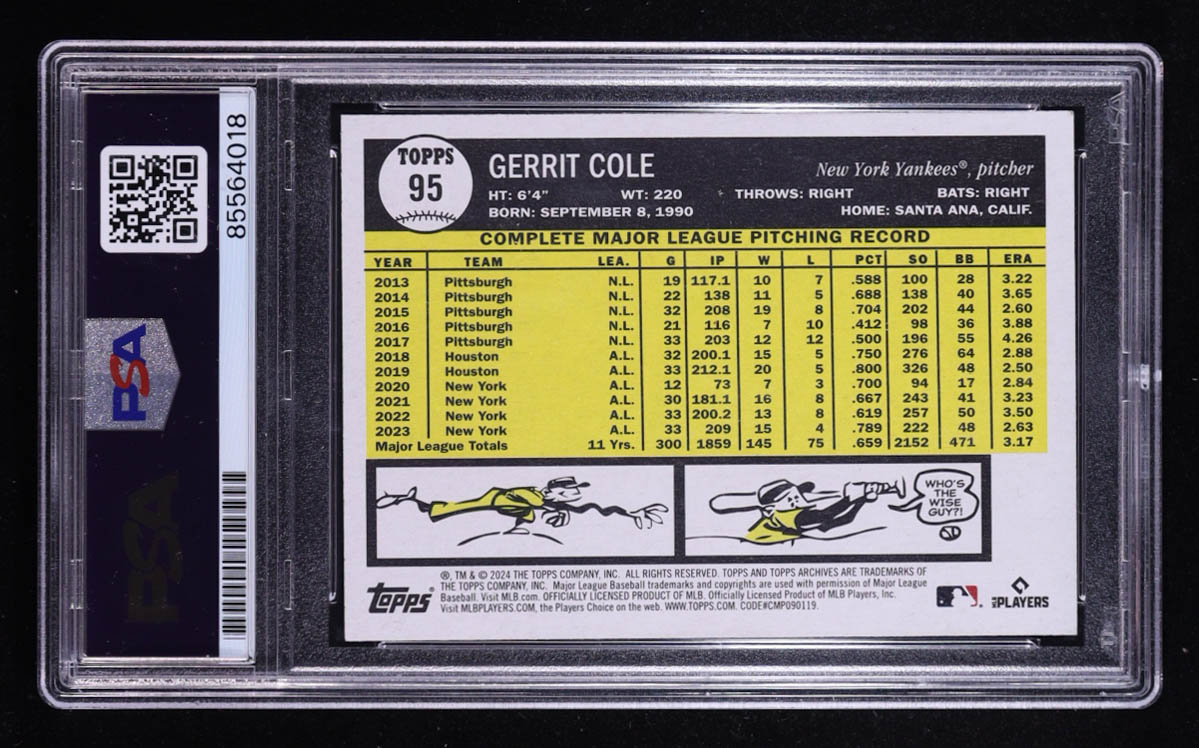 85564018
PSA
PSA
TOPPS
95
GERRIT COLE
New York Yankees®, pitcher
HT: 6'4" WT: 220 THROWS: RIGHT BATS: RIGHT
BORN: SEPTEMBER 8, 1990 HOME: SANTA ANA, CALIF.
COMPLETE MAJOR LEAGUE PITCHING RECORD
YEAR TEAM LEA. G IP W L PCT SO BB ERA
2013 Pittsburgh N.L. 19 117.1 10 7 .588 100 28 3.22
2014 Pittsburgh N.L. 22 138 11 5 .688 138 40 3.65
2015 Pittsburgh N.L. 32 208 19 8 .704 202 44 2.60
2016 Pittsburgh N.L. 21 116 7 10 .412 98 36 3.88
2017 Pittsburgh N.L. 33 203 12 12 .500 196 55 4.26
2018 Houston A.L. 32 200.1 15 5 .750 276 64 2.88
2019 Houston A.L. 33 212.1 20 5 .800 326 48 2.50
2020 New York A.L. 12 73 7 3 .700 94 17 2.84
2021 New York A.L. 30 181.1 16 8 .667 243 41 3.23
2022 New York A.L. 33 200.2 13 8 .619 257 50 3.50
2023 New York A.L. 33 209 15 4 .789 222 48 2.63
Major League Totals 11 Yrs. 300 1859 145 75 .659 2152 471 3.17
WHO'S
THE
WISE
GUY?!
Topps®
®, TM & © 2024 THE TOPPS COMPANY, INC. ALL RIGHTS RESERVED. TOPPS AND TOPPS ARCHIVES ARE TRADEMARKS OF
THE TOPPS COMPANY, INC. Major League Baseball trademarks and copyrights are used with permission of Major League
Baseball. Visit MLB.com. OFFICIALLY LICENSED PRODUCT OF MLB. Officially Licensed Product of MLB Players, Inc.
Visit MLBPLAYERS.COM, the Players Choice on the web. WWW.TOPPS.COM. CODE#CMP090119.
MLB PLAYERS